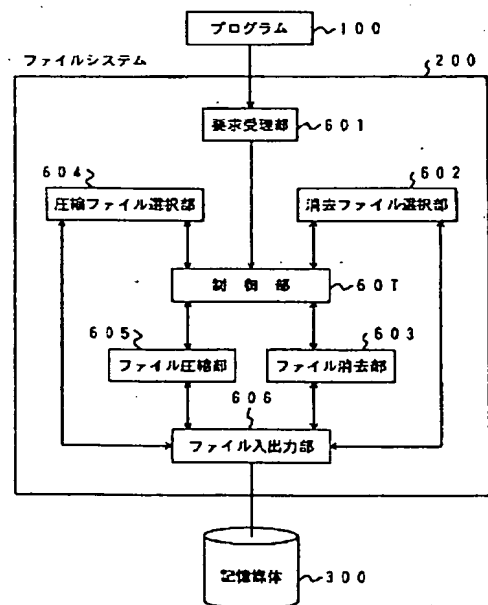 プログラム 100
ファイルシステム 200
要求受理部 601
604 602
圧縮ファイル選択部 消去ファイル選択部
制御部 607
605 603
ファイル圧縮部 ファイル消去部
606
ファイル入出力部
記憶媒体 300